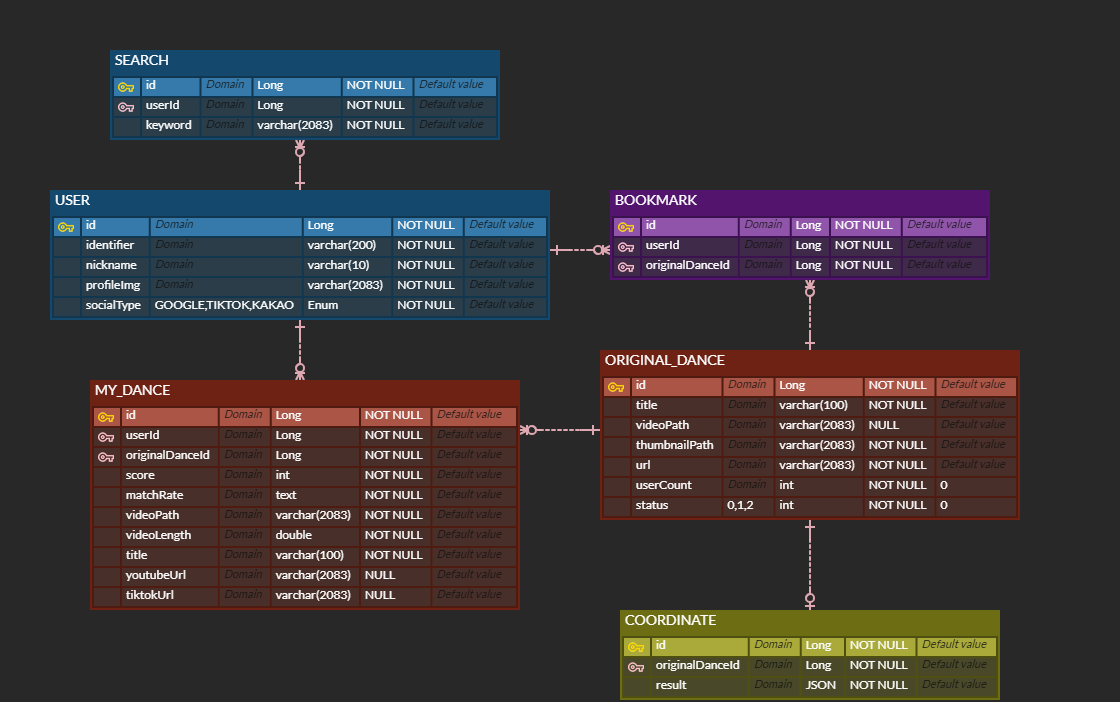 SEARCH
id Domain Long NOT NULL Default value
userId Domain Long NOT NULL Default value
keyword Domain varchar(2083) NOT NULL Default value
USER
id Domain Long NOT NULL Default value
identifier Domain varchar(200) NOT NULL Default value
nickname Domain varchar(10) NOT NULL Default value
profileImg Domain varchar(2083) NOT NULL Default value
socialType GOOGLE,TIKTOK,KAKAO Enum NOT NULL Default value
BOOKMARK
id Domain Long NOT NULL Default value
userId Domain Long NOT NULL Default value
originalDanceId Domain Long NOT NULL Default value
MY_DANCE
id Domain Long NOT NULL Default value
userId Domain Long NOT NULL Default value
originalDanceId Domain Long NOT NULL Default value
score Domain int NOT NULL Default value
matchRate Domain text NOT NULL Default value
videoPath Domain varchar(2083) NOT NULL Default value
videoLength Domain double NOT NULL Default value
title Domain varchar(100) NOT NULL Default value
youtubeUrl Domain varchar(2083) NULL Default value
tiktokUrl Domain varchar(2083) NULL Default value
ORIGINAL_DANCE
id Domain Long NOT NULL Default value
title Domain varchar(100) NOT NULL Default value
videoPath Domain varchar(2083) NULL Default value
thumbnailPath Domain varchar(2083) NOT NULL Default value
url Domain varchar(2083) NOT NULL Default value
userCount Domain int NOT NULL 0
status 0,1,2 int NOT NULL 0
COORDINATE
id Domain Long NOT NULL Default value
originalDanceId Domain Long NOT NULL Default value
result Domain JSON NOT NULL Default value